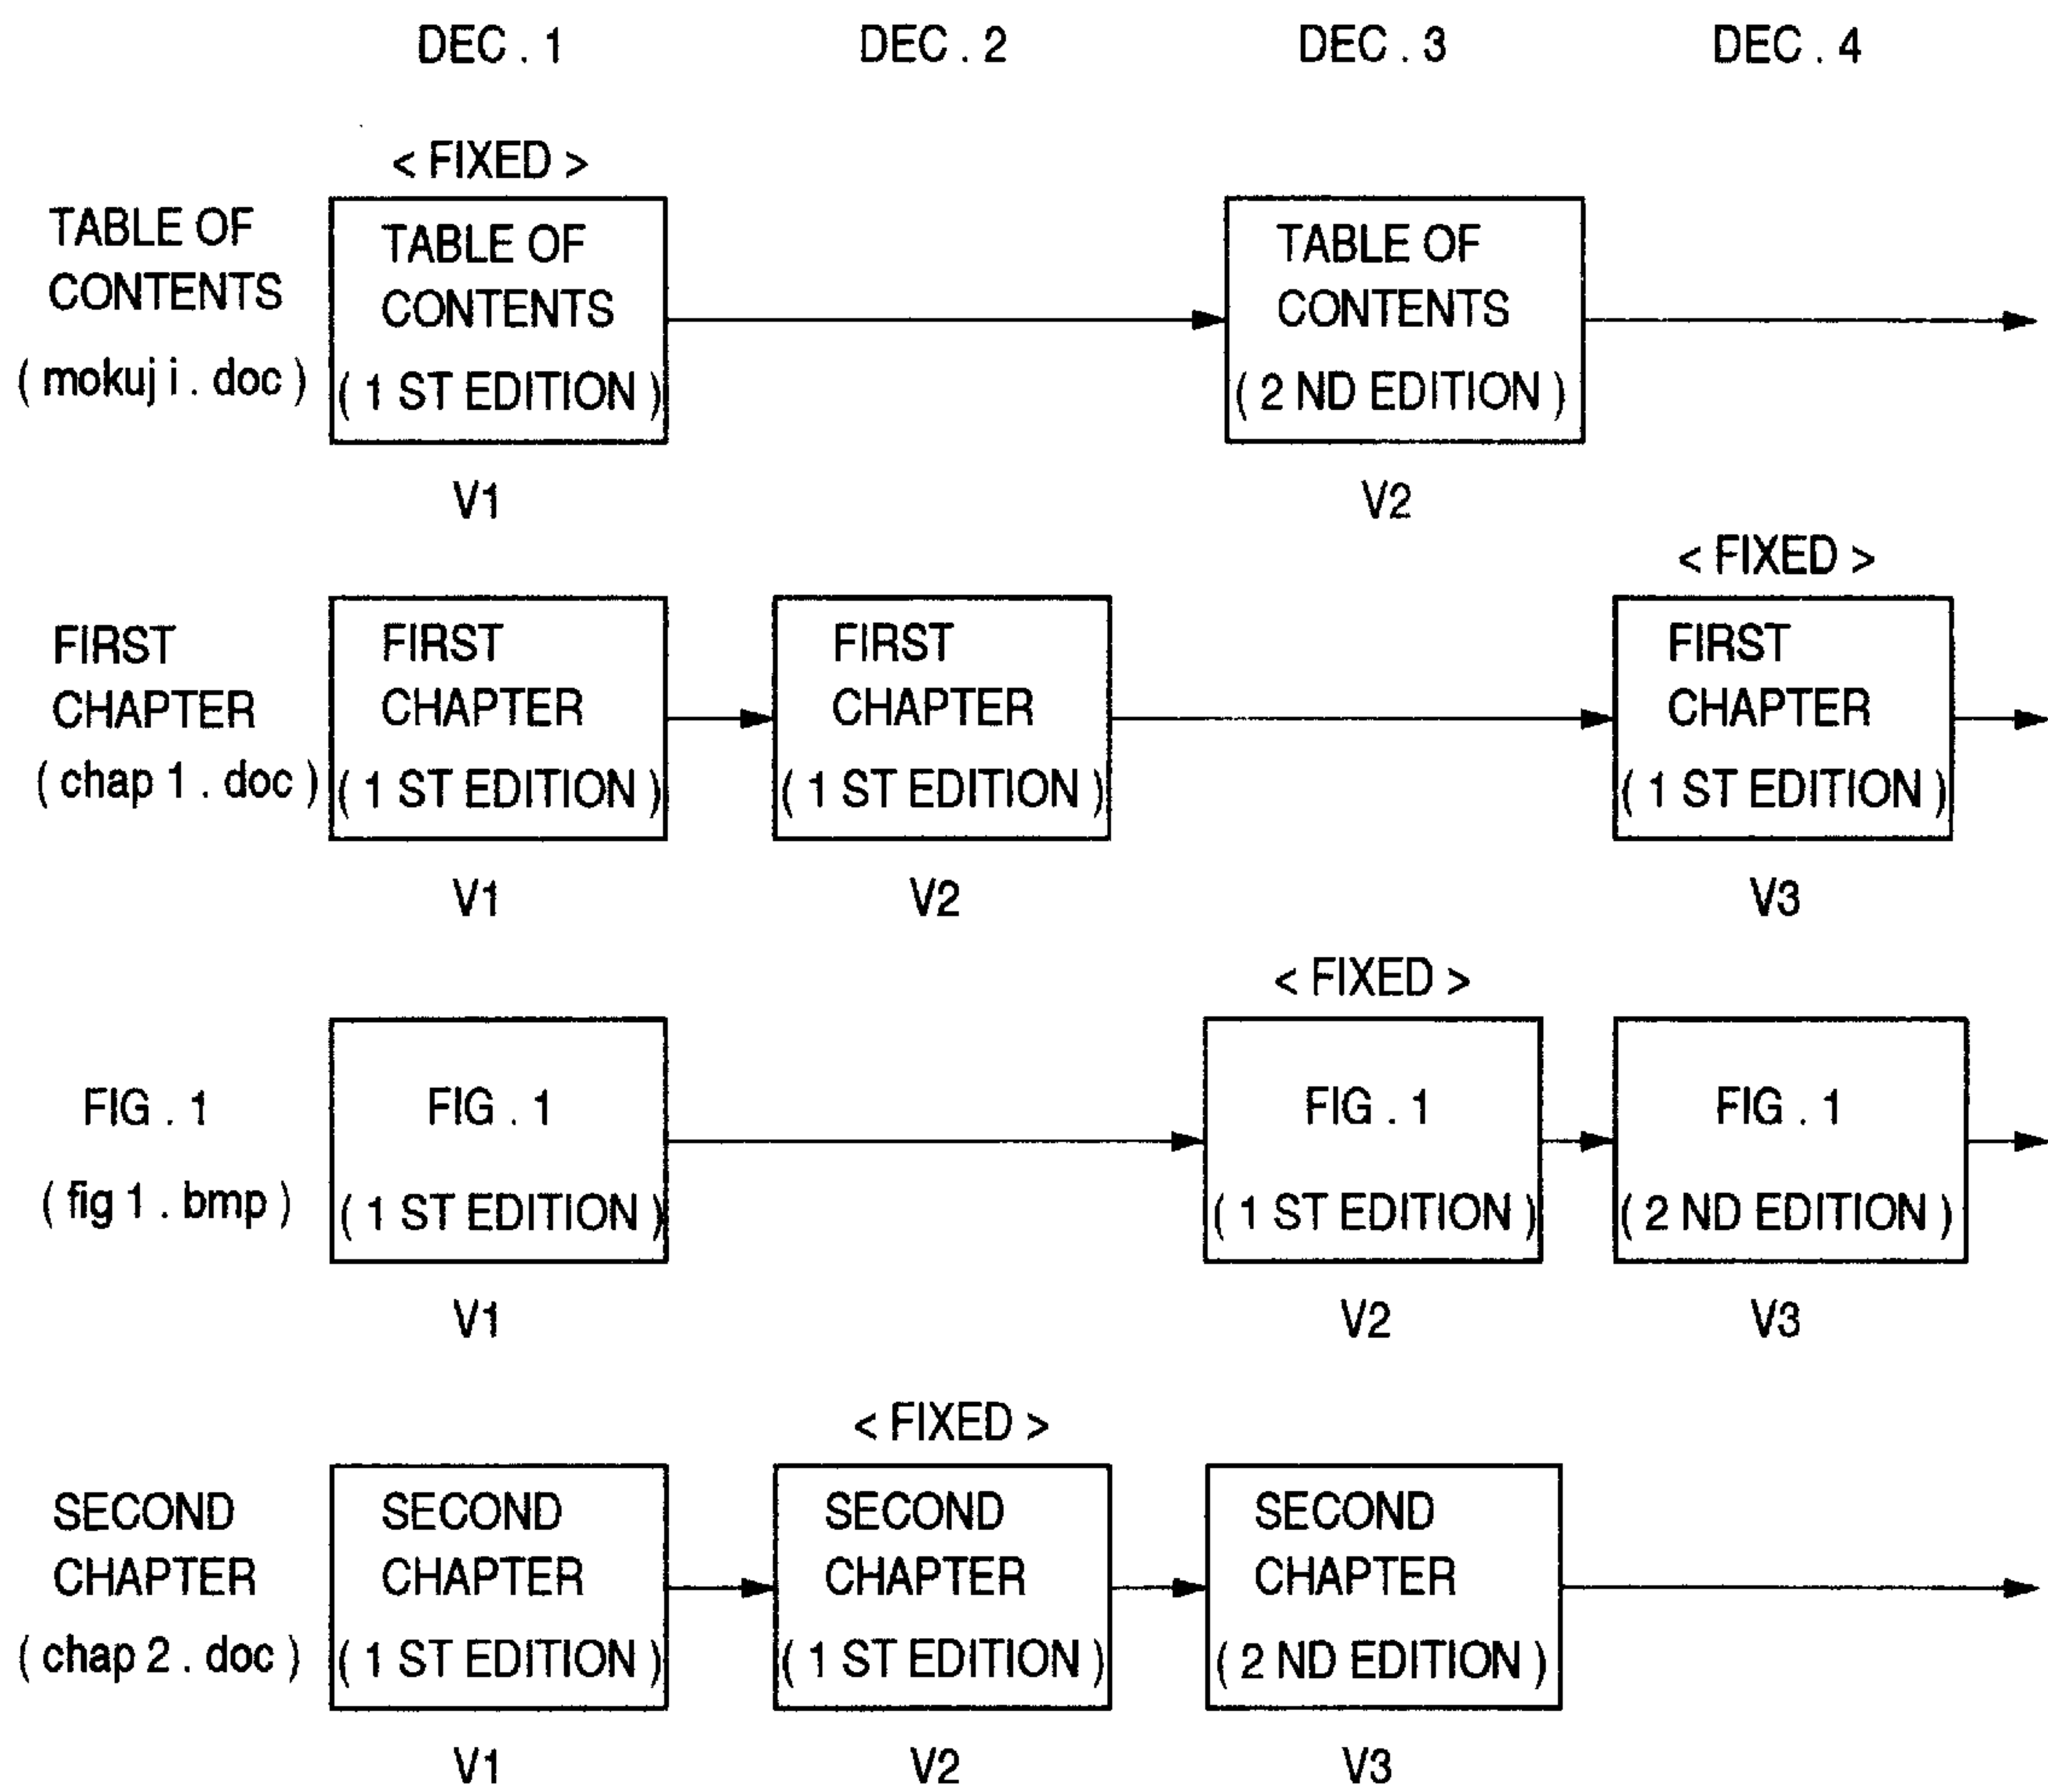 DEC . 1 DEC . 2 DEC . 3 DEC . 4
< FIXED >
TABLE OF
CONTENTS
( mokuj i . doc )
TABLE OF
CONTENTS
( 1 ST EDITION )
V1
TABLE OF
CONTENTS
( 2 ND EDITION )
V2
FIRST
CHAPTER
( chap 1 . doc )
FIRST
CHAPTER
( 1 ST EDITION )
V1
FIRST
CHAPTER
( 1 ST EDITION )
V2
< FIXED >
FIRST
CHAPTER
( 1 ST EDITION )
V3
FIG . 1
( fig 1 . bmp )
FIG . 1
( 1 ST EDITION )
V1
< FIXED >
FIG . 1
( 1 ST EDITION )
V2
FIG . 1
( 2 ND EDITION )
V3
SECOND
CHAPTER
( chap 2 . doc )
SECOND
CHAPTER
( 1 ST EDITION )
V1
< FIXED >
SECOND
CHAPTER
( 1 ST EDITION )
V2
SECOND
CHAPTER
( 2 ND EDITION )
V3